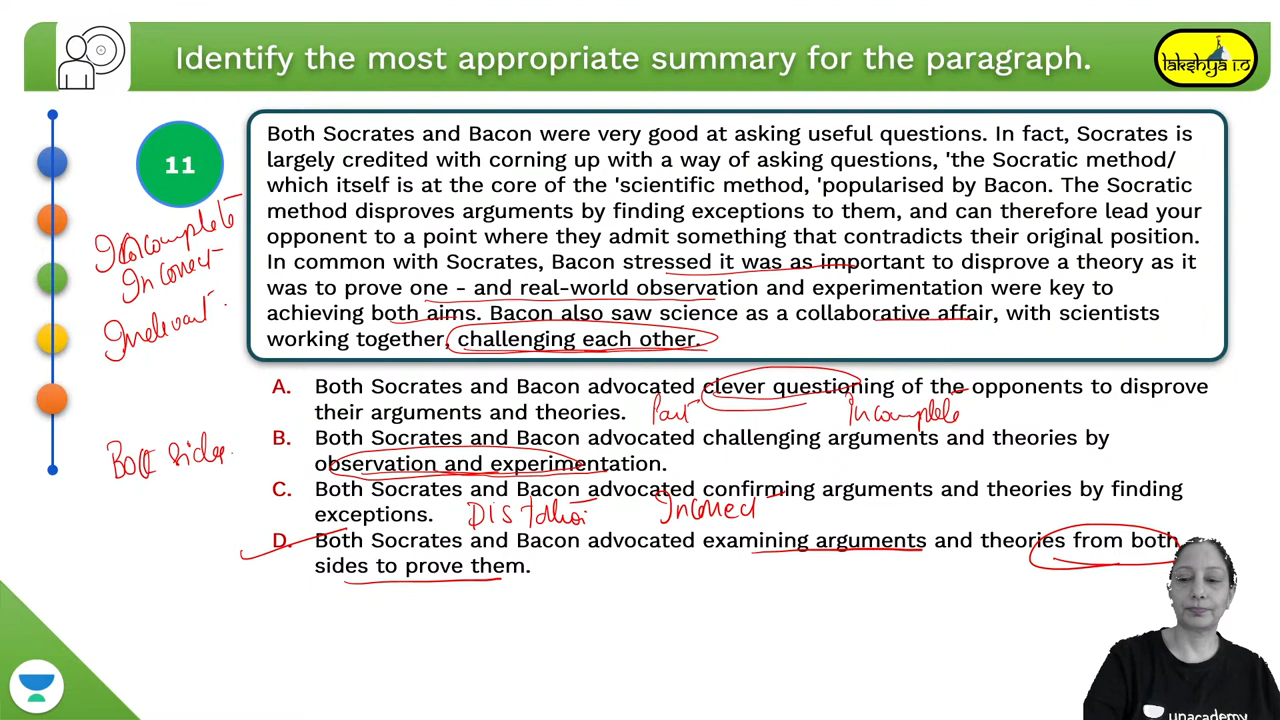 Identify the most appropriate summary for the paragraph.
lakshya i.o
11
Both Socrates and Bacon were very good at asking useful questions. In fact, Socrates is
largely credited with corning up with a way of asking questions, 'the Socratic method/
which itself is at the core of the 'scientific method, 'popularised by Bacon. The Socratic
method disproves arguments by finding exceptions to them, and can therefore lead your
opponent to a point where they admit something that contradicts their original position.
In common with Socrates, Bacon stressed it was as important to disprove a theory as it
was to prove one - and real-world observation and experimentation were key to
achieving both aims. Bacon also saw science as a collaborative affair, with scientists
working together, challenging each other.
Incomplete
Incorrect
Irrelevant
Both sides
A. Both Socrates and Bacon advocated clever questioning of the opponents to disprove
their arguments and theories.
Part Incomplete
B. Both Socrates and Bacon advocated challenging arguments and theories by
observation and experimentation.
C. Both Socrates and Bacon advocated confirming arguments and theories by finding
exceptions.
Distortion Incorrect
D. Both Socrates and Bacon advocated examining arguments and theories from both
sides to prove them.
unacademy